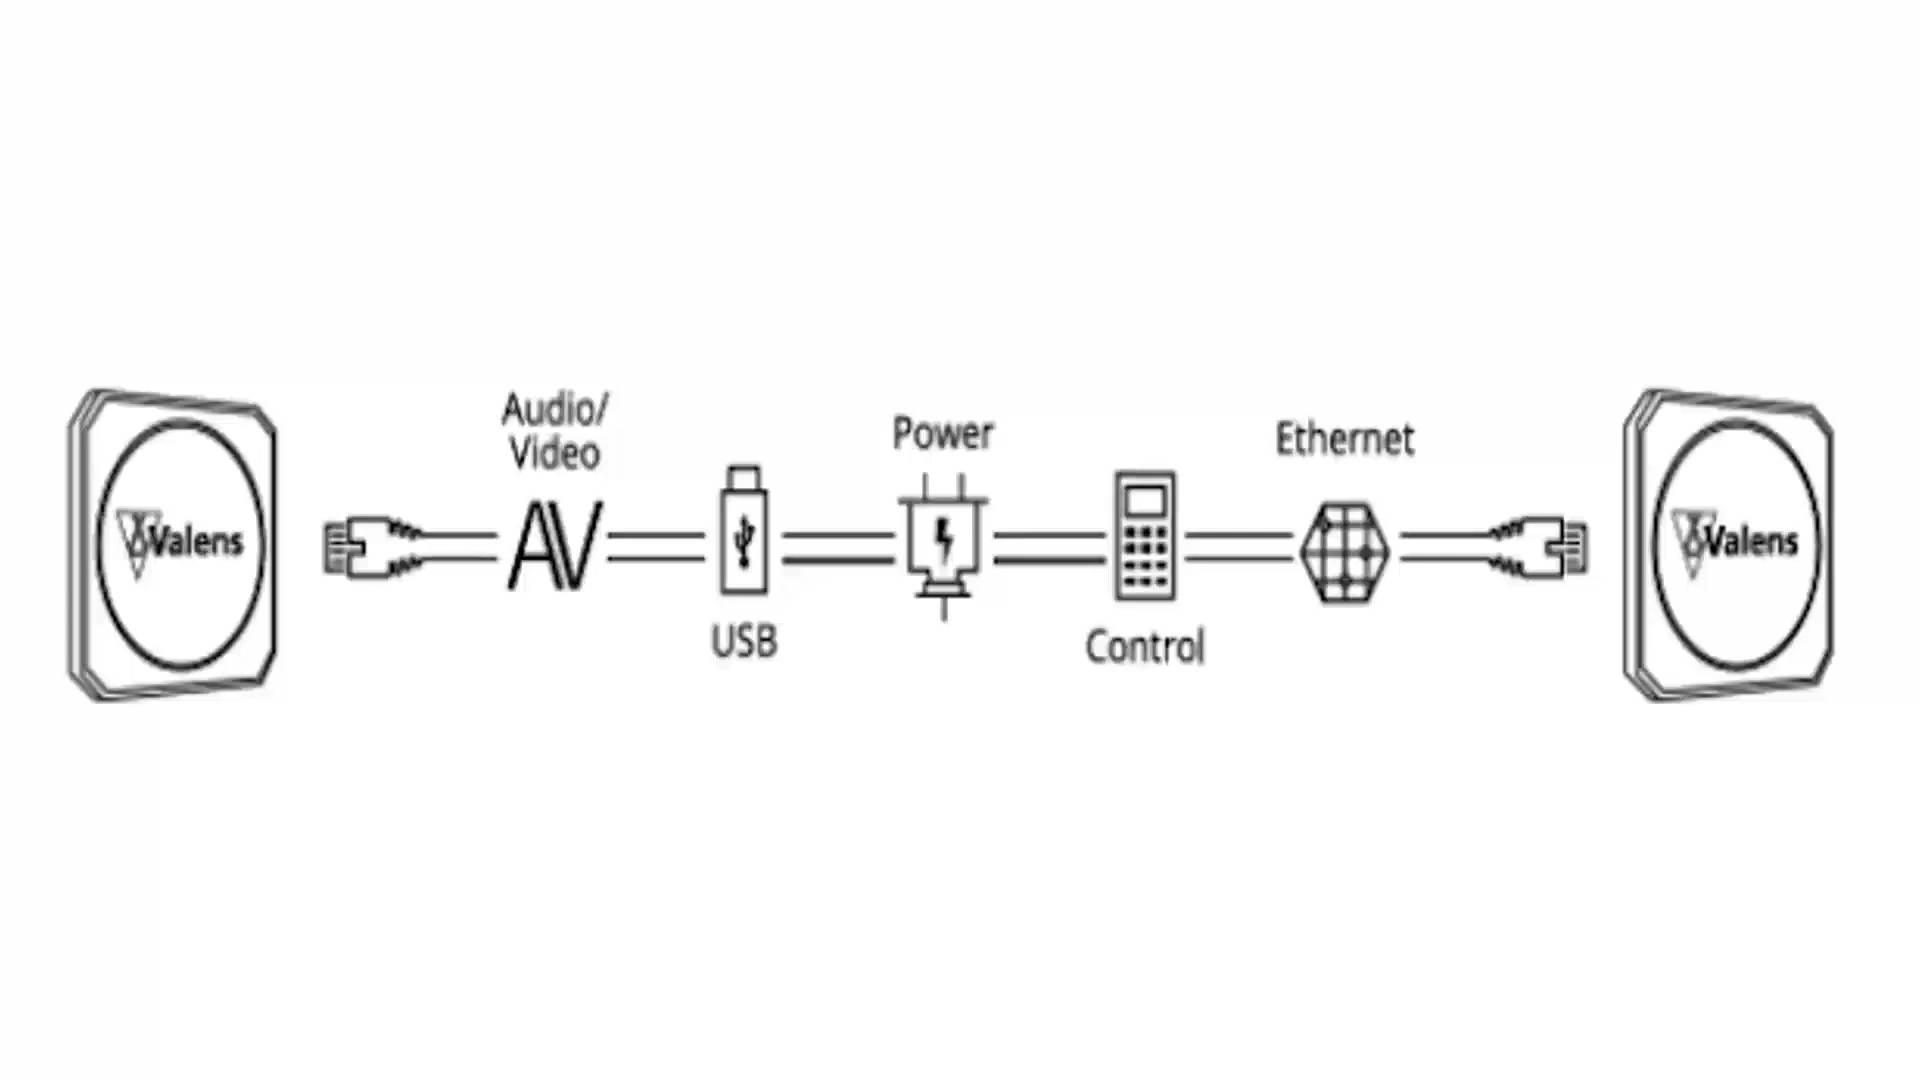 Audio/
Video
AV
USB
Power
Control
Ethernet
Valens
Valens